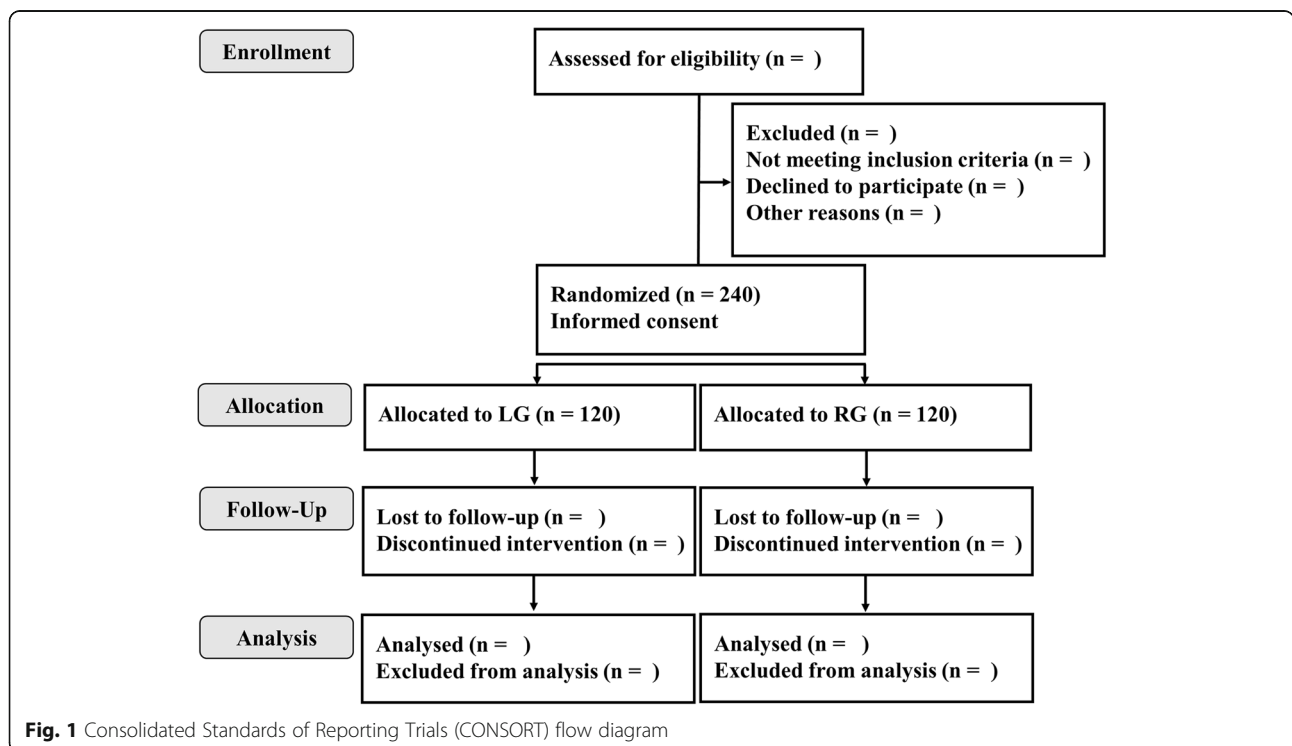 Enrollment
Assessed for eligibility (n =  )
Excluded (n =  )
Not meeting inclusion criteria (n =  )
Declined to participate (n =  )
Other reasons (n =  )
Randomized (n = 240)
Informed consent
Allocation
Allocated to LG (n = 120)
Allocated to RG (n = 120)
Follow-Up
Lost to follow-up (n =  )
Discontinued intervention (n =  )
Lost to follow-up (n =  )
Discontinued intervention (n =  )
Analysis
Analysed (n =  )
Excluded from analysis (n =  )
Analysed (n =  )
Excluded from analysis (n =  )
Fig. 1 Consolidated Standards of Reporting Trials (CONSORT) flow diagram